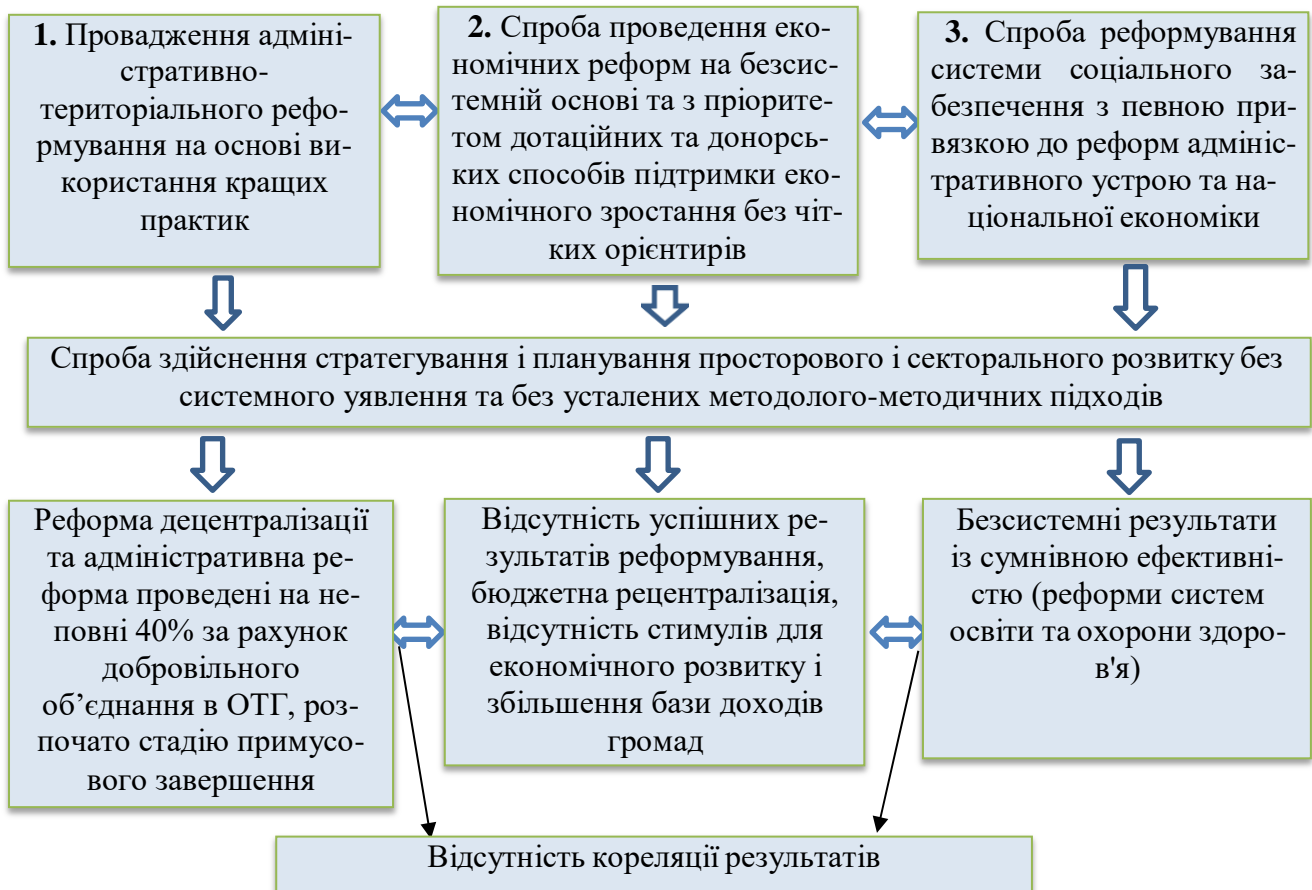 1. Провадження адміні-
стративно-
територіального рефо-
рмування на основі ви-
користання кращих
практик
2. Спроба проведення еко-
номічних реформ на безсис-
темній основі та з пріорите-
том дотаційних та донорсь-
ких способів підтримки еко-
номічного зростання без чіт-
ких орієнтирів
3. Спроба реформування
системи соціального за-
безпечення з певною при-
вязкою до реформ адмініс-
тративного устрою та на-
ціональної економіки
Спроба здійснення стратегування і планування просторового і секторального розвитку без
системного уявлення та без усталених методолого-методичних підходів
Реформа децентралізації
та адміністративна ре-
форма проведені на не-
повні 40% за рахунок
добровільного
об’єднання в ОТГ, роз-
почато стадію примусо-
вого завершення
Відсутність успішних ре-
зультатів реформування,
бюджетна рецентралізація,
відсутність стимулів для
економічного розвитку і
збільшення бази доходів
громад
Безсистемні результати
із сумнівною ефективні-
стю (реформи систем
освіти та охорони здоро-
в'я)
Відсутність кореляції результатів